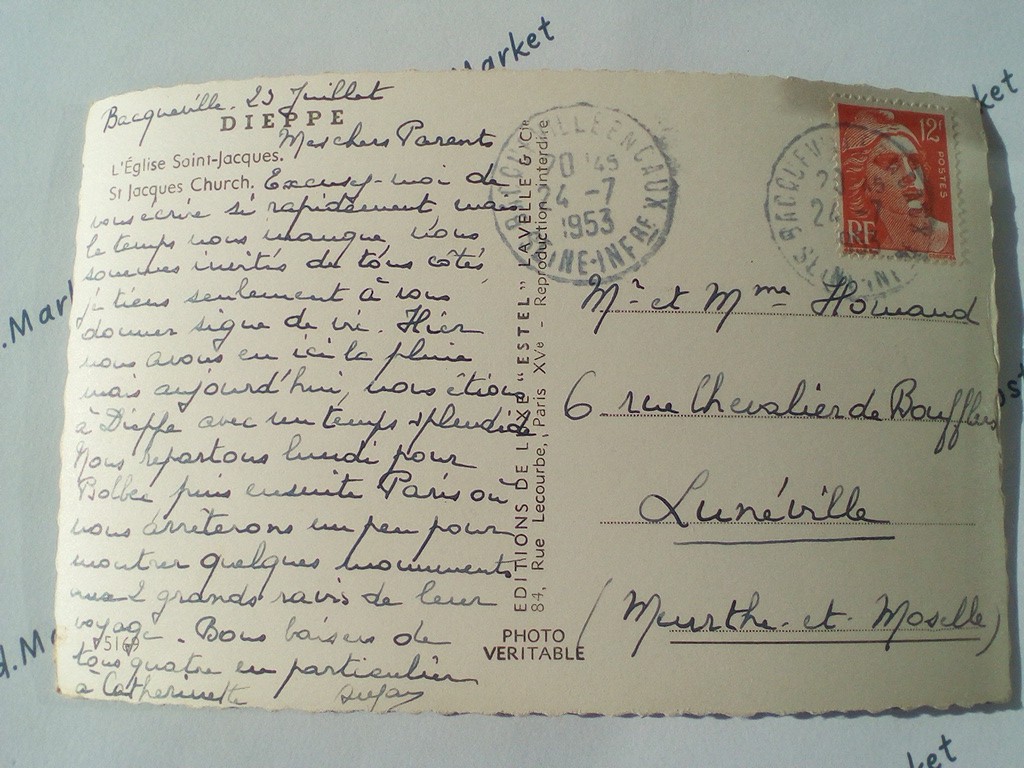 Bacqueville. 23 Juillet
DIEPPE
Mes chers Parents
L'Église Saint-Jacques.
St Jacques Church.
Excusez-moi de
vous écrire si rapidement, mais
le temps nous manque, nous
sommes invités de tous côtés,
je tiens seulement à vous
donner signe de vie. Hier
nous avons eu ici la pluie
mais aujourd'hui, nous étions
à Dieppe avec un temps splendide
Nous repartons lundi pour
Bolbec puis ensuite Paris où
nous arrêterons un peu pour
montrer quelques monuments
aux 2 grands ravis de leur
voyage. Bons baisers de
tous quatre en particulier
à Catherinette
V5169
EDITIONS DE LUXE "ESTEL" LAVELLE & Cie
84, Rue Lecourbe, Paris XVe - Reproduction interdite
PHOTO
VERITABLE
BACQUEVILLE EN CAUX
20 45
24 -7
1953
SEINE-INFRE
12f
POSTES
RF
Mr et Mme Hornand
6 rue Chevalier de Boufflers
Lunéville
(Meurthe-et-Moselle)
Market
ket